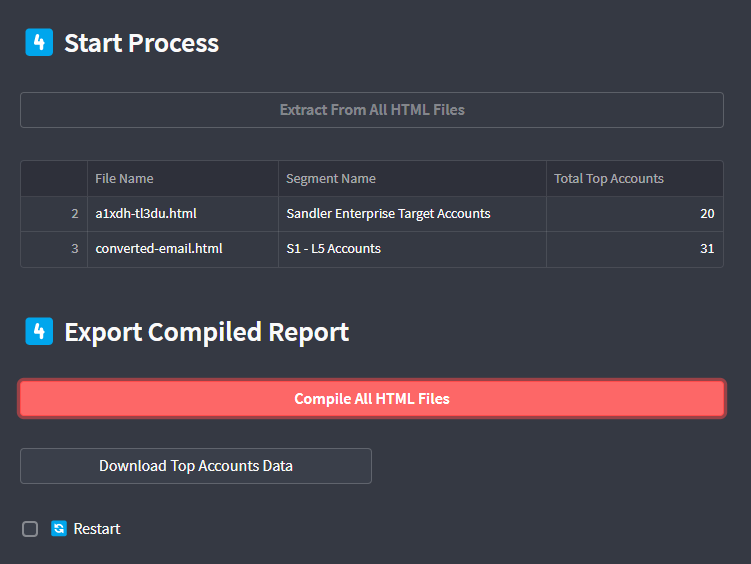 4 Start Process
Extract From All HTML Files
File Name Segment Name Total Top Accounts
2 a1xdh-tl3du.html Sandler Enterprise Target Accounts 20
3 converted-email.html S1 - L5 Accounts 31
4 Export Compiled Report
Compile All HTML Files
Download Top Accounts Data
Restart